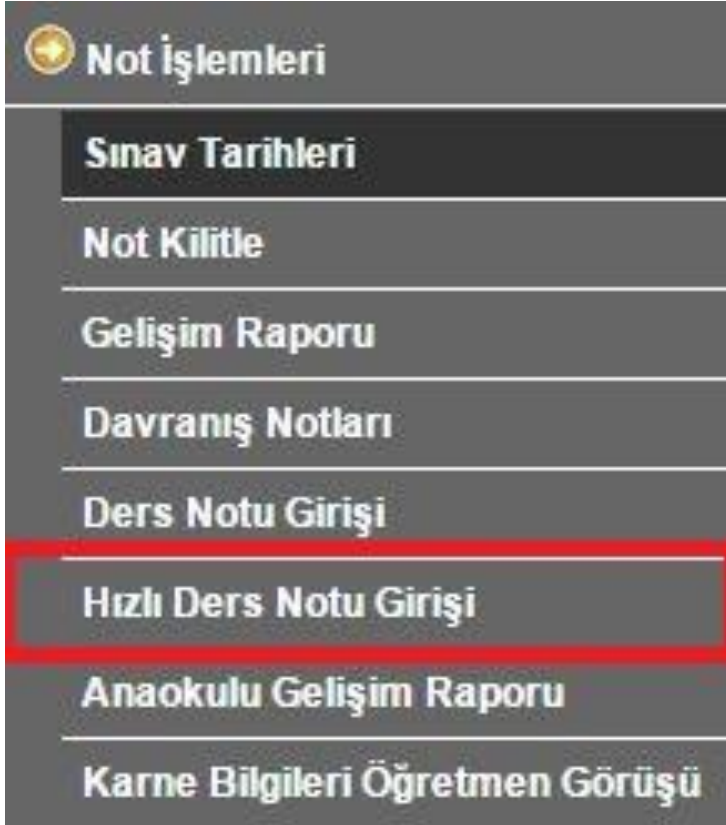 Not İşlemleri
Sınav Tarihleri
Not Kilitle
Gelişim Raporu
Davranış Notları
Ders Notu Girişi
Hızlı Ders Notu Girişi
Anaokulu Gelişim Raporu
Karne Bilgileri Öğretmen Görüşü